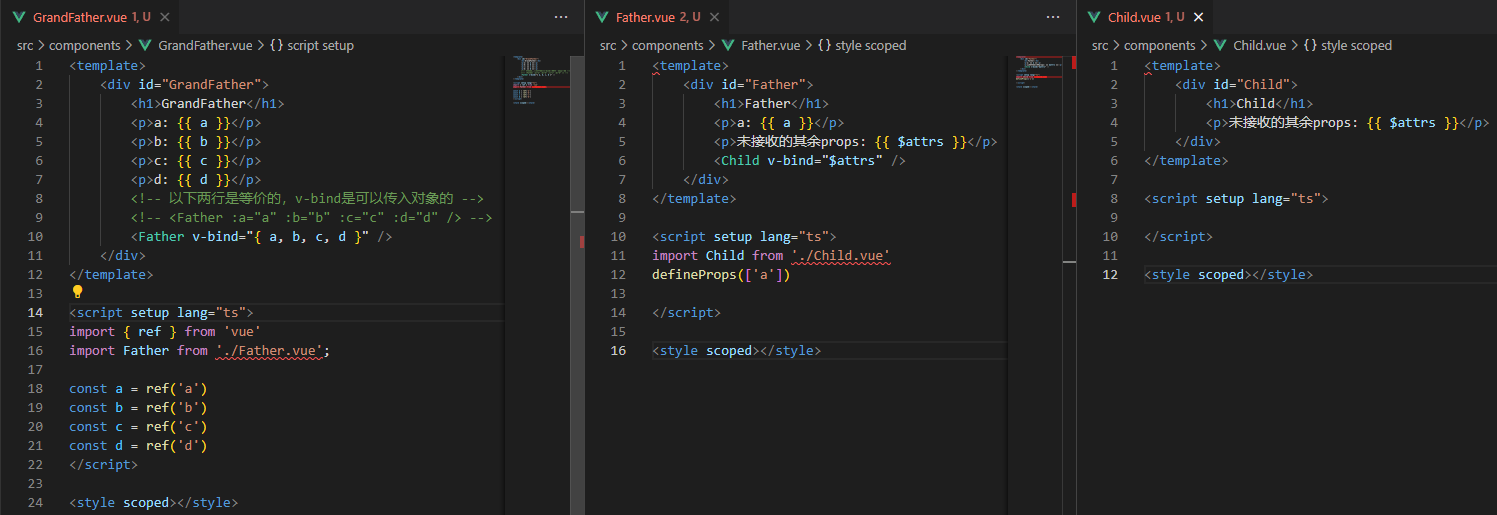 GrandFather.vue 1, U
src > components > GrandFather.vue > {} script setup
1 <template>
2 <div id="GrandFather">
3 <h1>GrandFather</h1>
4 <p>a: {{ a }}</p>
5 <p>b: {{ b }}</p>
6 <p>c: {{ c }}</p>
7 <p>d: {{ d }}</p>
8 <!-- 以下两行是等价的，v-bind是可以传入对象的 -->
9 <!-- <Father :a="a" :b="b" :c="c" :d="d" /> -->
10 <Father v-bind="{ a, b, c, d }" />
11 </div>
12 </template>
13
14 <script setup lang="ts">
15 import { ref } from 'vue'
16 import Father from './Father.vue';
17
18 const a = ref('a')
19 const b = ref('b')
20 const c = ref('c')
21 const d = ref('d')
22 </script>
23
24 <style scoped></style>
Father.vue 2, U
src > components > Father.vue > {} style scoped
1 <template>
2 <div id="Father">
3 <h1>Father</h1>
4 <p>a: {{ a }}</p>
5 <p>未接收的其余props: {{ $attrs }}</p>
6 <Child v-bind="$attrs" />
7 </div>
8 </template>
9
10 <script setup lang="ts">
11 import Child from './Child.vue'
12 defineProps(['a'])
13
14 </script>
15
16 <style scoped></style>
Child.vue 1, U
src > components > Child.vue > {} style scoped
1 <template>
2 <div id="Child">
3 <h1>Child</h1>
4 <p>未接收的其余props: {{ $attrs }}</p>
5 </div>
6 </template>
7
8 <script setup lang="ts">
9
10 </script>
11
12 <style scoped></style>